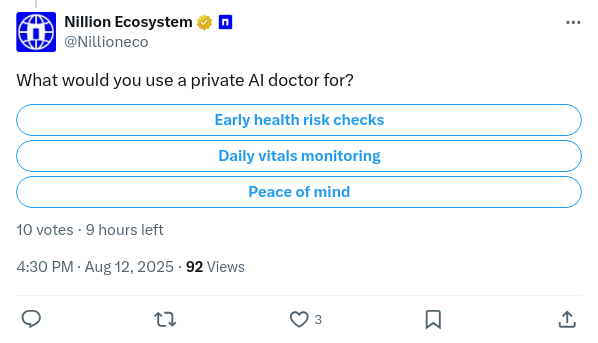 Nillion Ecosystem
@Nillioneco
What would you use a private AI doctor for?
Early health risk checks
Daily vitals monitoring
Peace of mind
10 votes · 9 hours left
4:30 PM · Aug 12, 2025 · 92 Views
3